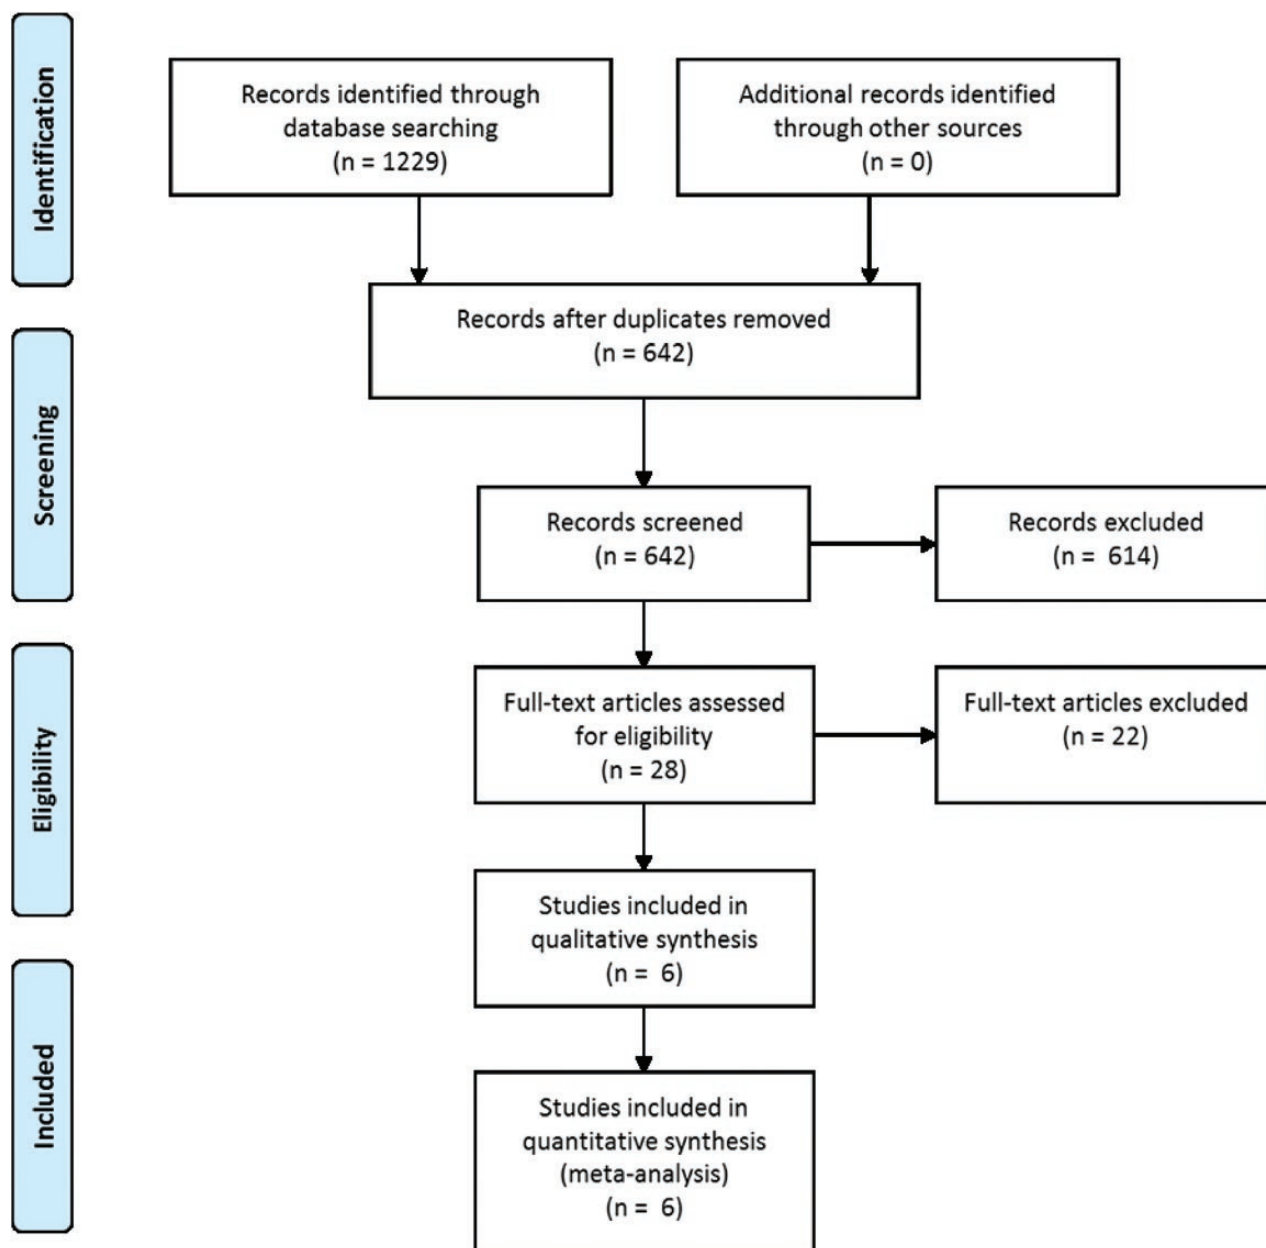 Identification
Records identified through
database searching
(n = 1229)
Additional records identified
through other sources
(n = 0)
Records after duplicates removed
(n = 642)
Screening
Records screened
(n = 642)
Records excluded
(n =  614)
Eligibility
Full-text articles assessed
for eligibility
(n = 28)
Full-text articles excluded
(n = 22)
Studies included in
qualitative synthesis
(n =  6)
Included
Studies included in
quantitative synthesis
(meta-analysis)
(n =  6)